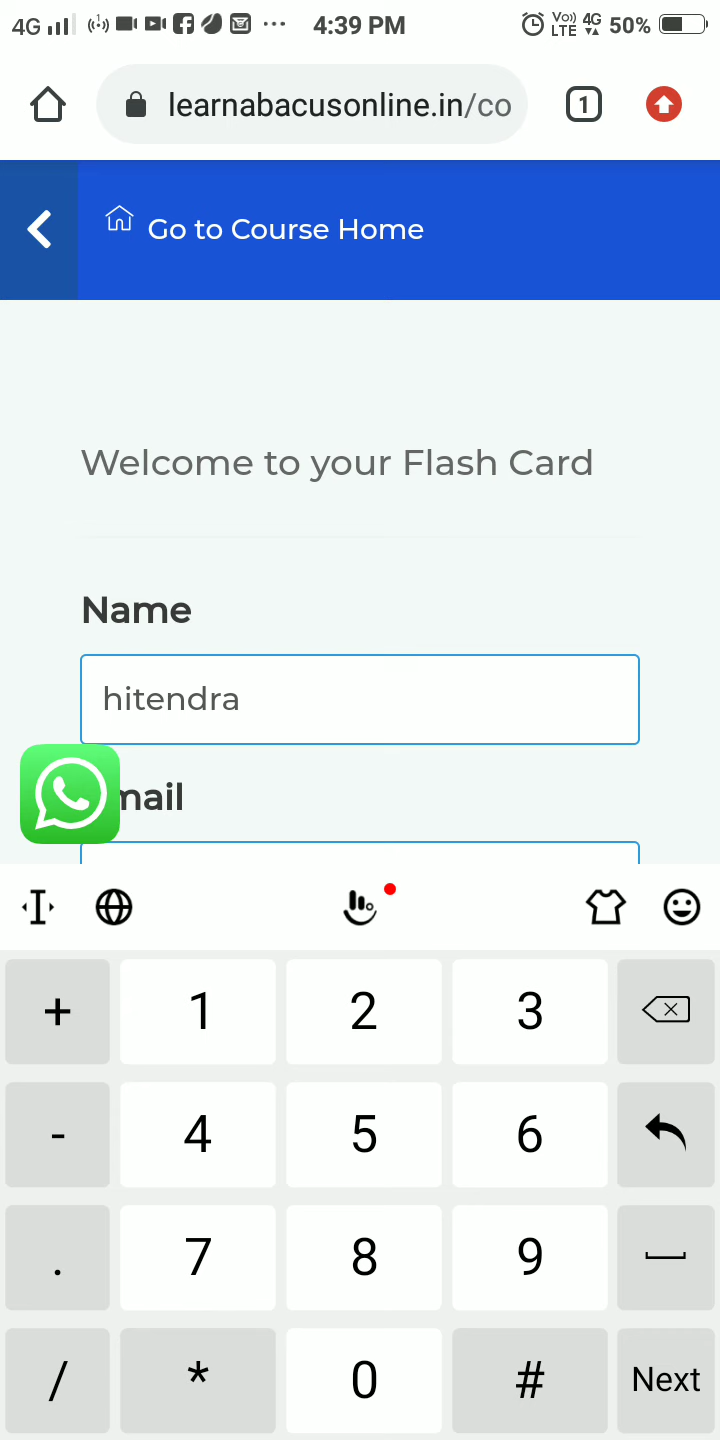 4G 4:39 PM Vo)) LTE 4G 50%
learnabacusonline.in/co 1
Go to Course Home
Welcome to your Flash Card
Name
hitendra
mail
+ 1 2 3
- 4 5 6
. 7 8 9
/ * 0 # Next